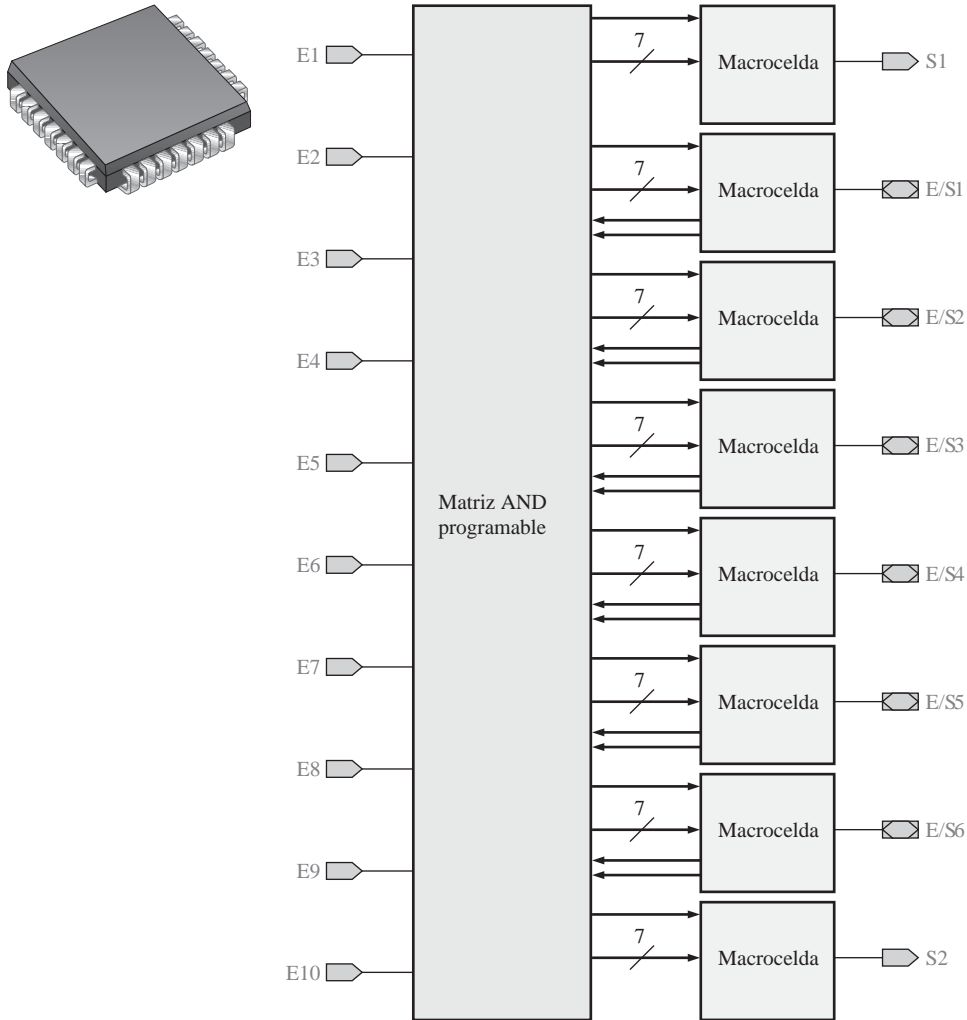 E1
E2
E3
E4
E5
E6
E7
E8
E9
E10
Matriz AND
programable
7
Macrocelda
S1
7
Macrocelda
E/S1
7
Macrocelda
E/S2
7
Macrocelda
E/S3
7
Macrocelda
E/S4
7
Macrocelda
E/S5
7
Macrocelda
E/S6
7
Macrocelda
S2